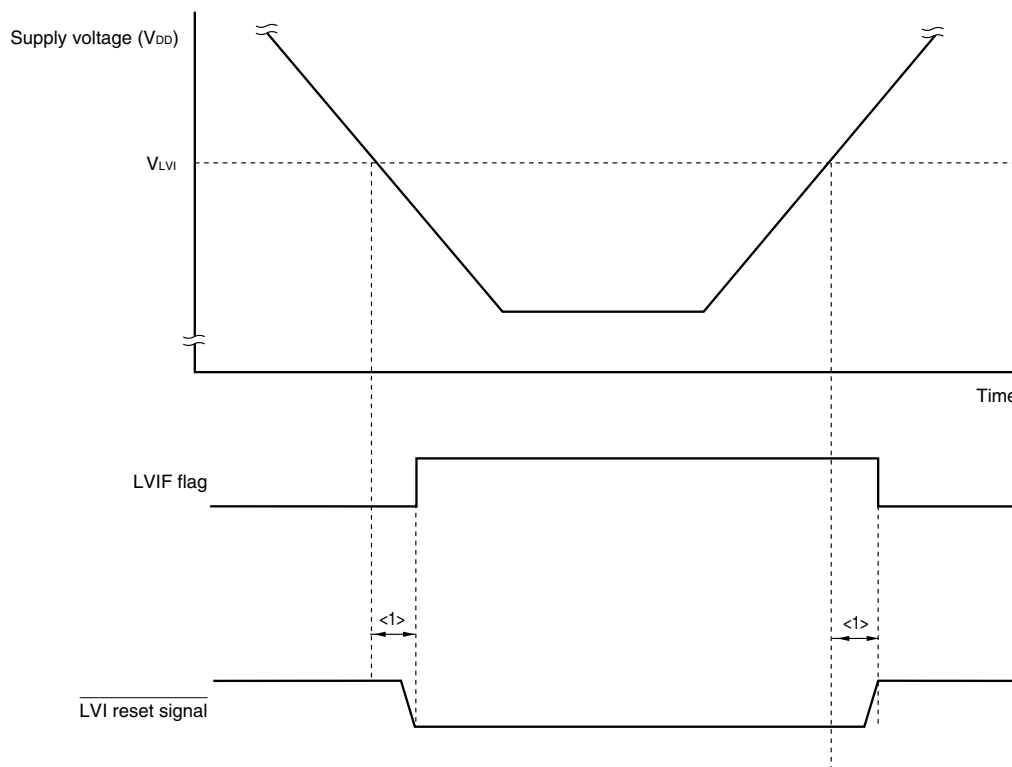 Supply voltage (VDD)
VLVI
Time
LVIF flag
<1>
<1>
LVI reset signal